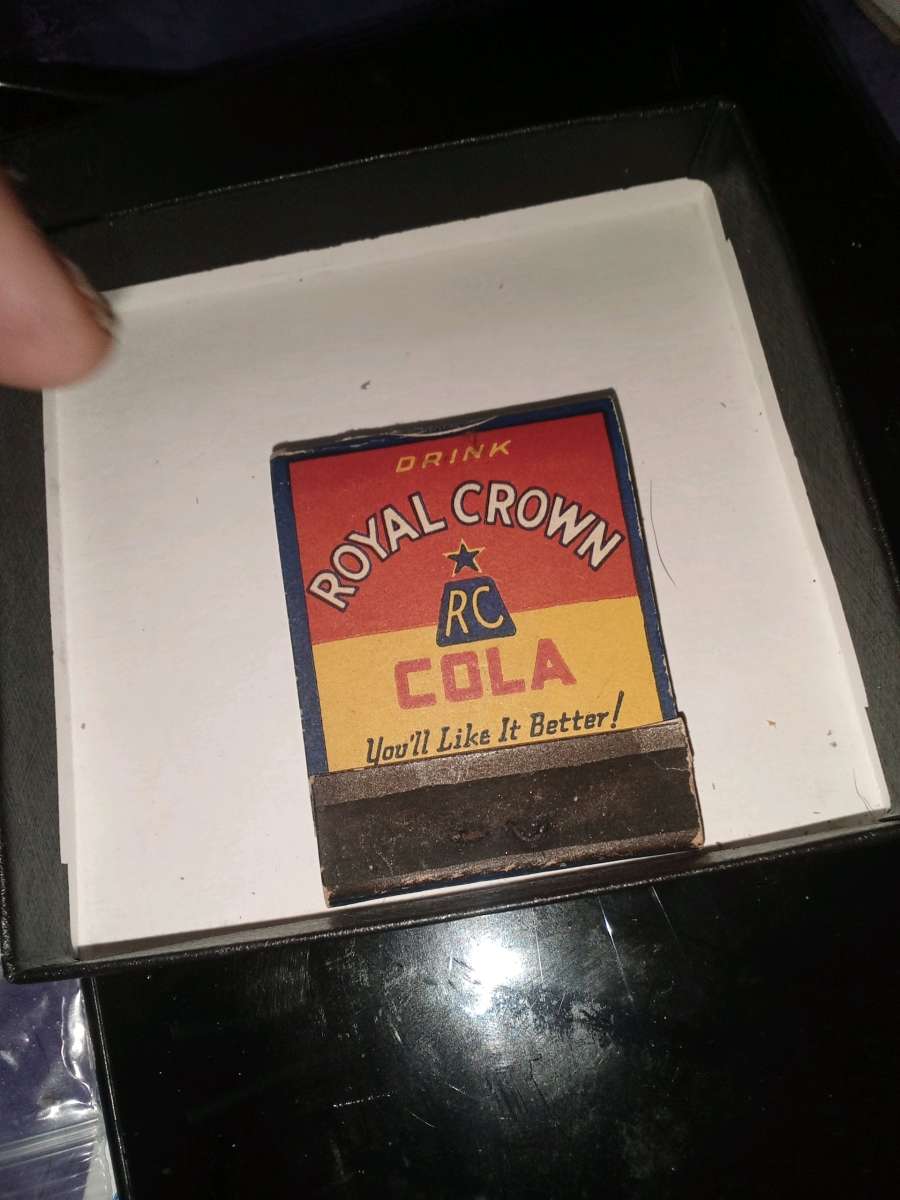 DRINK
ROYAL CROWN
RC
COLA
You'll Like It Better!